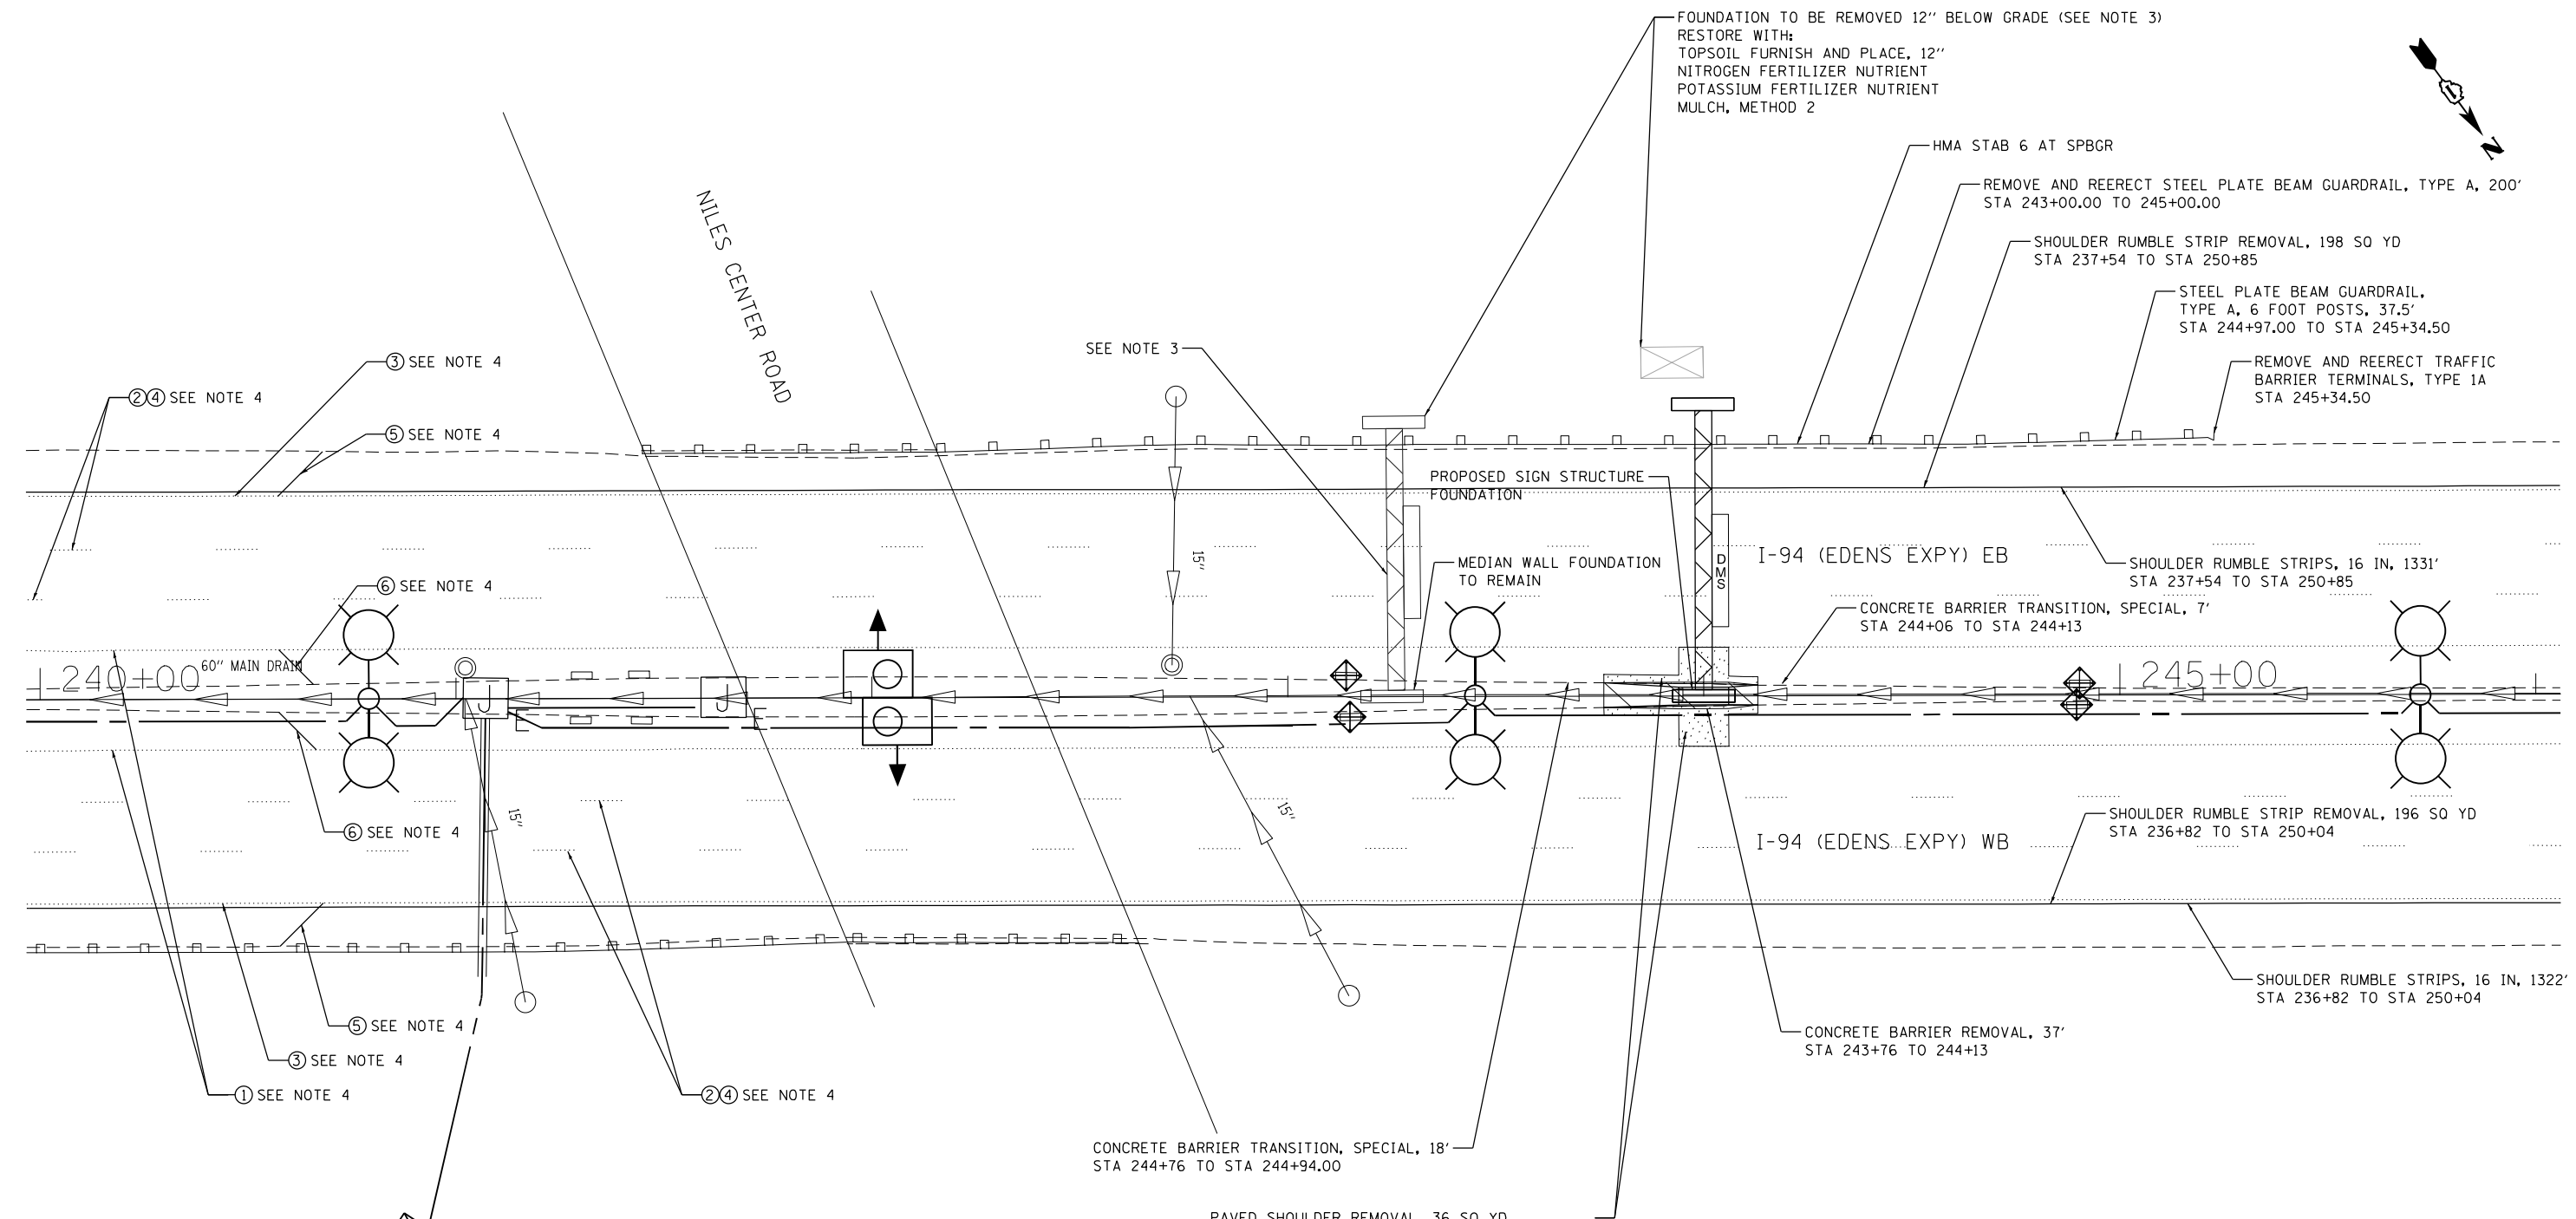 FOUNDATION TO BE REMOVED 12" BELOW GRADE (SEE NOTE 3)
RESTORE WITH:
TOPSOIL FURNISH AND PLACE, 12"
NITROGEN FERTILIZER NUTRIENT
POTASSIUM FERTILIZER NUTRIENT
MULCH, METHOD 2
N
HMA STAB 6 AT SPBGR
REMOVE AND REERECT STEEL PLATE BEAM GUARDRAIL, TYPE A, 200'
STA 243+00.00 TO 245+00.00
SHOULDER RUMBLE STRIP REMOVAL, 198 SQ YD
STA 237+54 TO STA 250+85
STEEL PLATE BEAM GUARDRAIL,
TYPE A, 6 FOOT POSTS, 37.5'
STA 244+97.00 TO STA 245+34.50
REMOVE AND REERECT TRAFFIC
BARRIER TERMINALS, TYPE 1A
STA 245+34.50
NILES CENTER ROAD
SEE NOTE 3
3 SEE NOTE 4
2 4 SEE NOTE 4
5 SEE NOTE 4
PROPOSED SIGN STRUCTURE
FOUNDATION
15"
MEDIAN WALL FOUNDATION
TO REMAIN
DMS
I-94 (EDENS EXPY) EB
SHOULDER RUMBLE STRIPS, 16 IN, 1331'
STA 237+54 TO STA 250+85
6 SEE NOTE 4
CONCRETE BARRIER TRANSITION, SPECIAL, 7'
STA 244+06 TO STA 244+13
240+00
60" MAIN DRAIN
J
J
245+00
15"
15"
6 SEE NOTE 4
I-94 (EDENS EXPY) WB
SHOULDER RUMBLE STRIP REMOVAL, 196 SQ YD
STA 236+82 TO STA 250+04
SHOULDER RUMBLE STRIPS, 16 IN, 1322'
STA 236+82 TO STA 250+04
5 SEE NOTE 4
3 SEE NOTE 4
1 SEE NOTE 4
2 4 SEE NOTE 4
CONCRETE BARRIER REMOVAL, 37'
STA 243+76 TO 244+13
CONCRETE BARRIER TRANSITION, SPECIAL, 18'
STA 244+76 TO STA 244+94.00
PAVED SHOULDER REMOVAL, 36 SQ YD